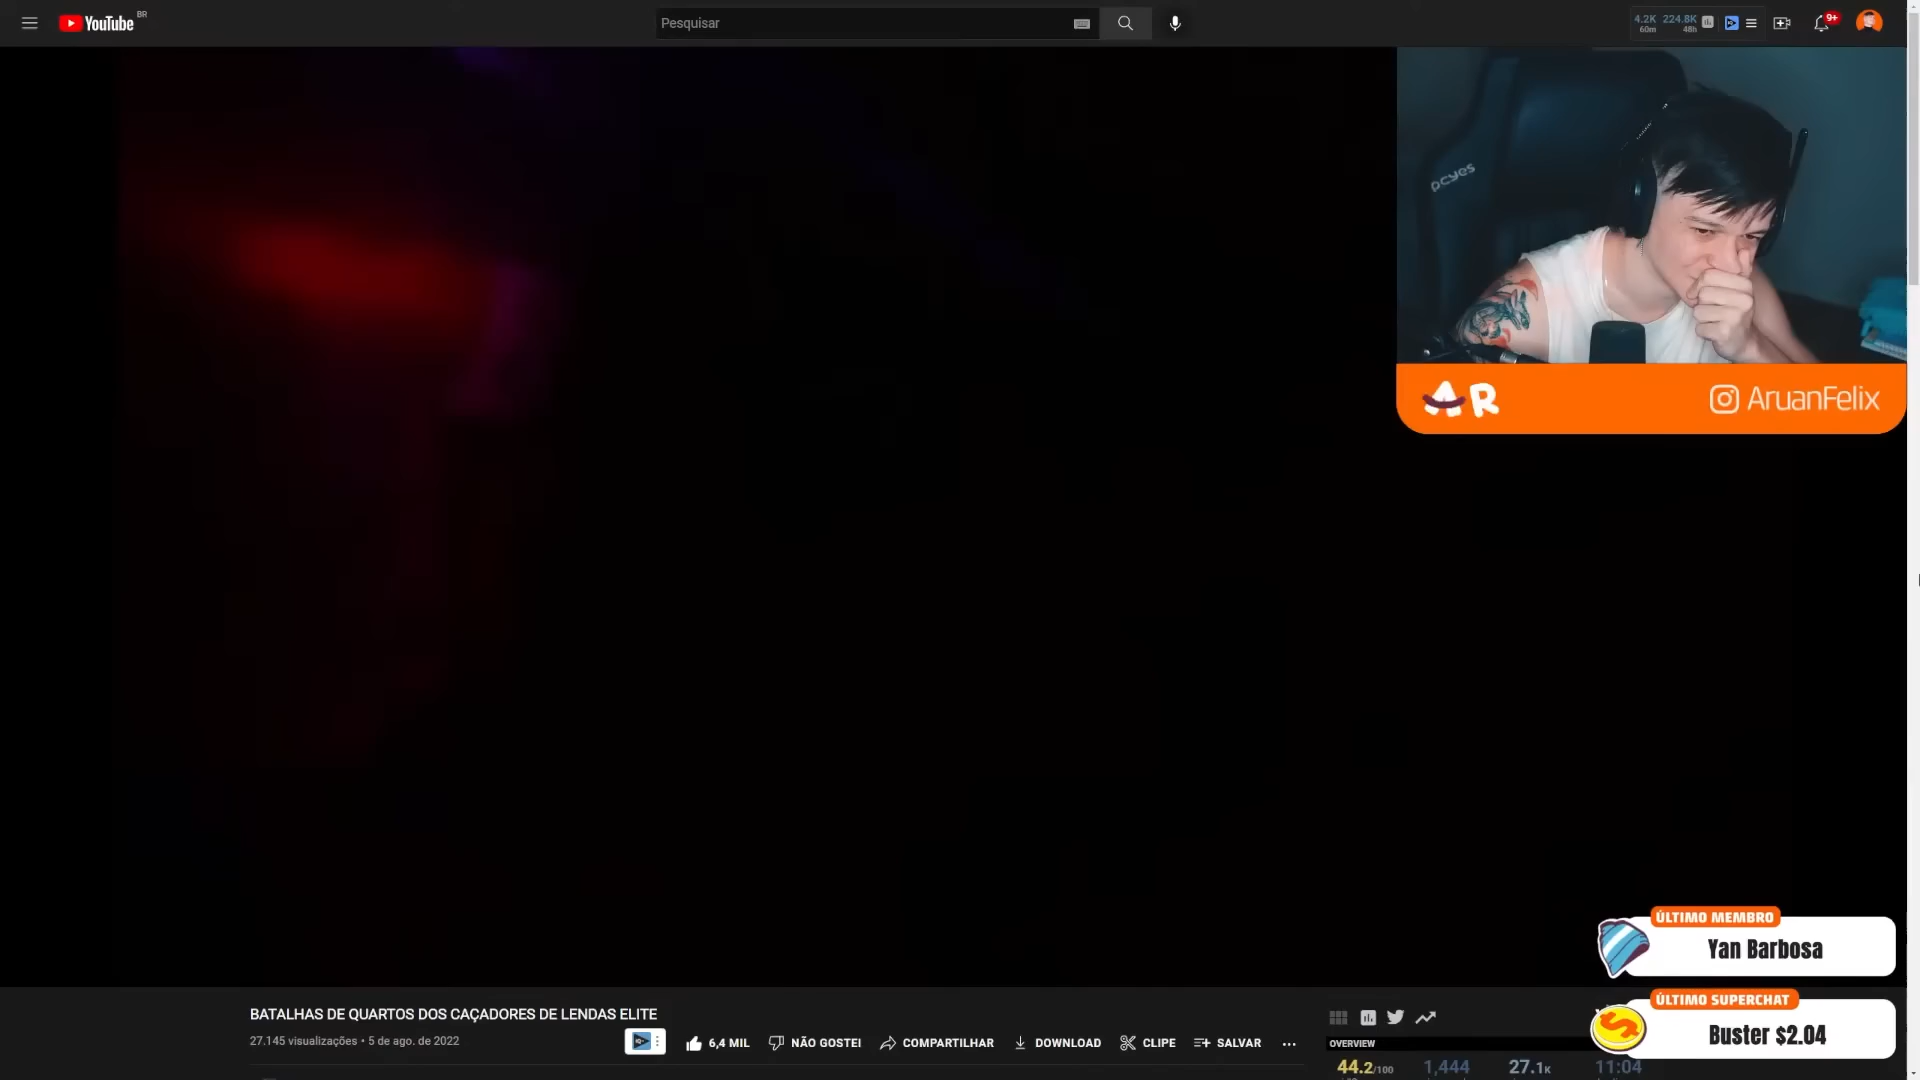 YouTube BR
Pesquisar
4.2K 224.8K
60m 48h
9+
pcyes
AR
AruanFelix
ÚLTIMO MEMBRO
Yan Barbosa
ÚLTIMO SUPERCHAT
Buster $2.04
BATALHAS DE QUARTOS DOS CAÇADORES DE LENDAS ELITE
27.145 visualizações • 5 de ago. de 2022
6,4 MIL NÃO GOSTEI COMPARTILHAR DOWNLOAD CLIPE SALVAR
OVERVIEW
44.2/100 1,444 27.1K 11:04